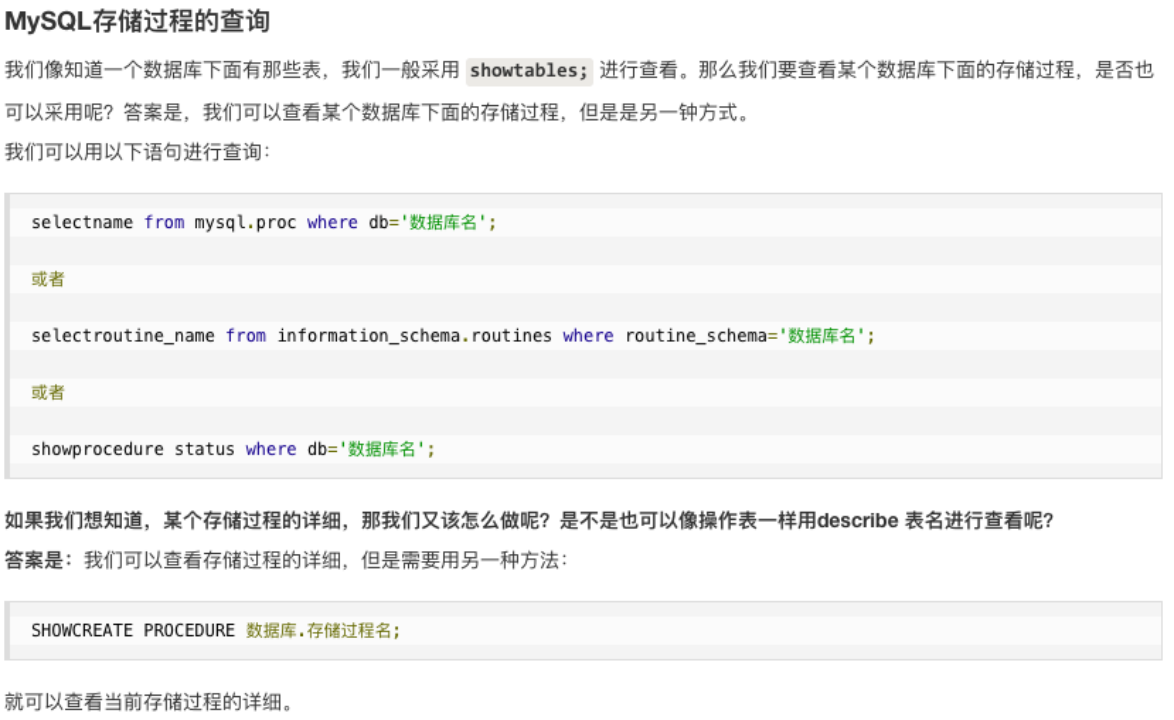 MySQL存储过程的查询
我们像知道一个数据库下面有那些表，我们一般采用 showtables; 进行查看。那么我们要查看某个数据库下面的存储过程，是否也
可以采用呢？答案是，我们可以查看某个数据库下面的存储过程，但是是另一钟方式。
我们可以用以下语句进行查询：
selectname from mysql.proc where db='数据库名';
或者
selectroutine_name from information_schema.routines where routine_schema='数据库名';
或者
showprocedure status where db='数据库名';
如果我们想知道，某个存储过程的详细，那我们又该怎么做呢？是不是也可以像操作表一样用describe 表名进行查看呢？
答案是：我们可以查看存储过程的详细，但是需要用另一种方法：
SHOWCREATE PROCEDURE 数据库.存储过程名;
就可以查看当前存储过程的详细。